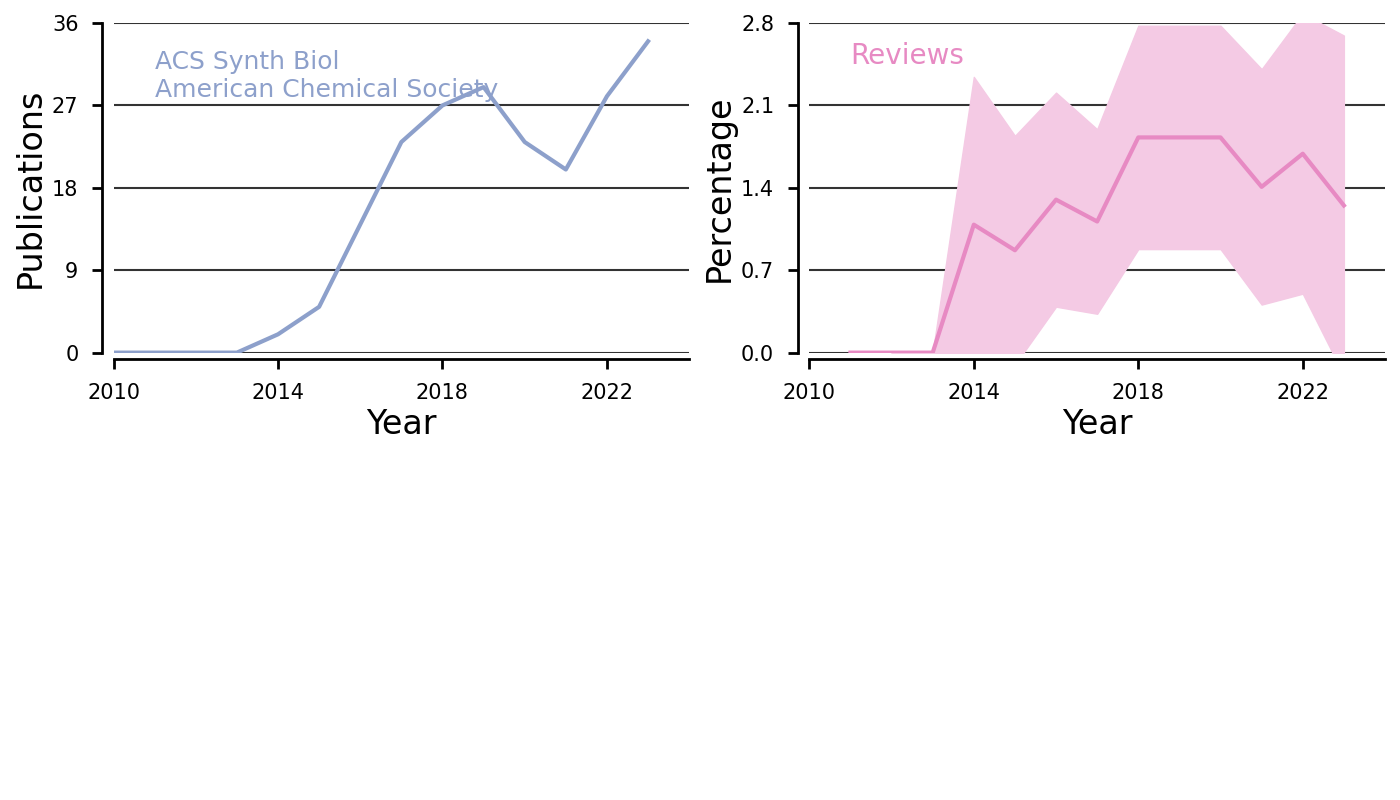 36
27
18
9
0
Publications
ACS Synth Biol
American Chemical Society
2010
2014
2018
2022
Year
2.8
2.1
1.4
0.7
0.0
Percentage
Reviews
2010
2014
2018
2022
Year